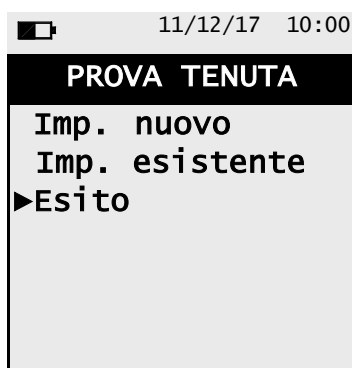 11/12/17 10:00
PROVA TENUTA
Imp. nuovo
Imp. esistente
►Esito